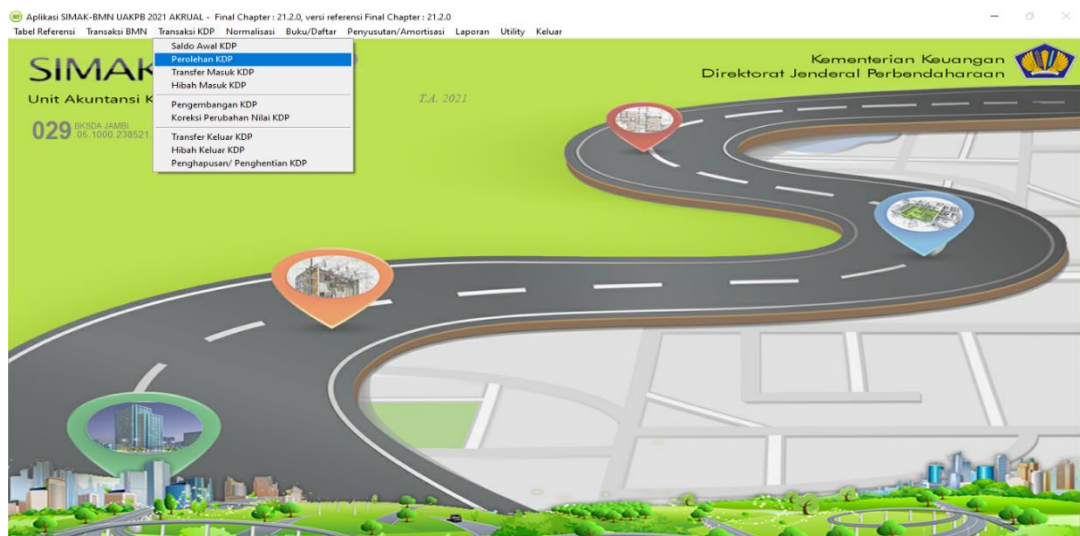 Aplikasi SIMAK-BMN UAKPB 2021 AKRUAL - Final Chapter : 21.2.0, versi referensi Final Chapter : 21.2.0
Tabel Referensi Transaksi BMN Transaksi KDP Normalisasi Buku/Daftar Penyusutan/Amortisasi Laporan Utility Keluar
Saldo Awal KDP
Perolehan KDP
Transfer Masuk KDP
Hibah Masuk KDP
Pengembangan KDP
Koreksi Perubahan Nilai KDP
Transfer Keluar KDP
Hibah Keluar KDP
Penghapusan/ Penghentian KDP
SIMAK
Unit Akuntansi K
T.A. 2021
029 BKSDA JAMBI
05.1000 238521.
Kementerian Keuangan
Direktorat Jenderal Perbendaharaan